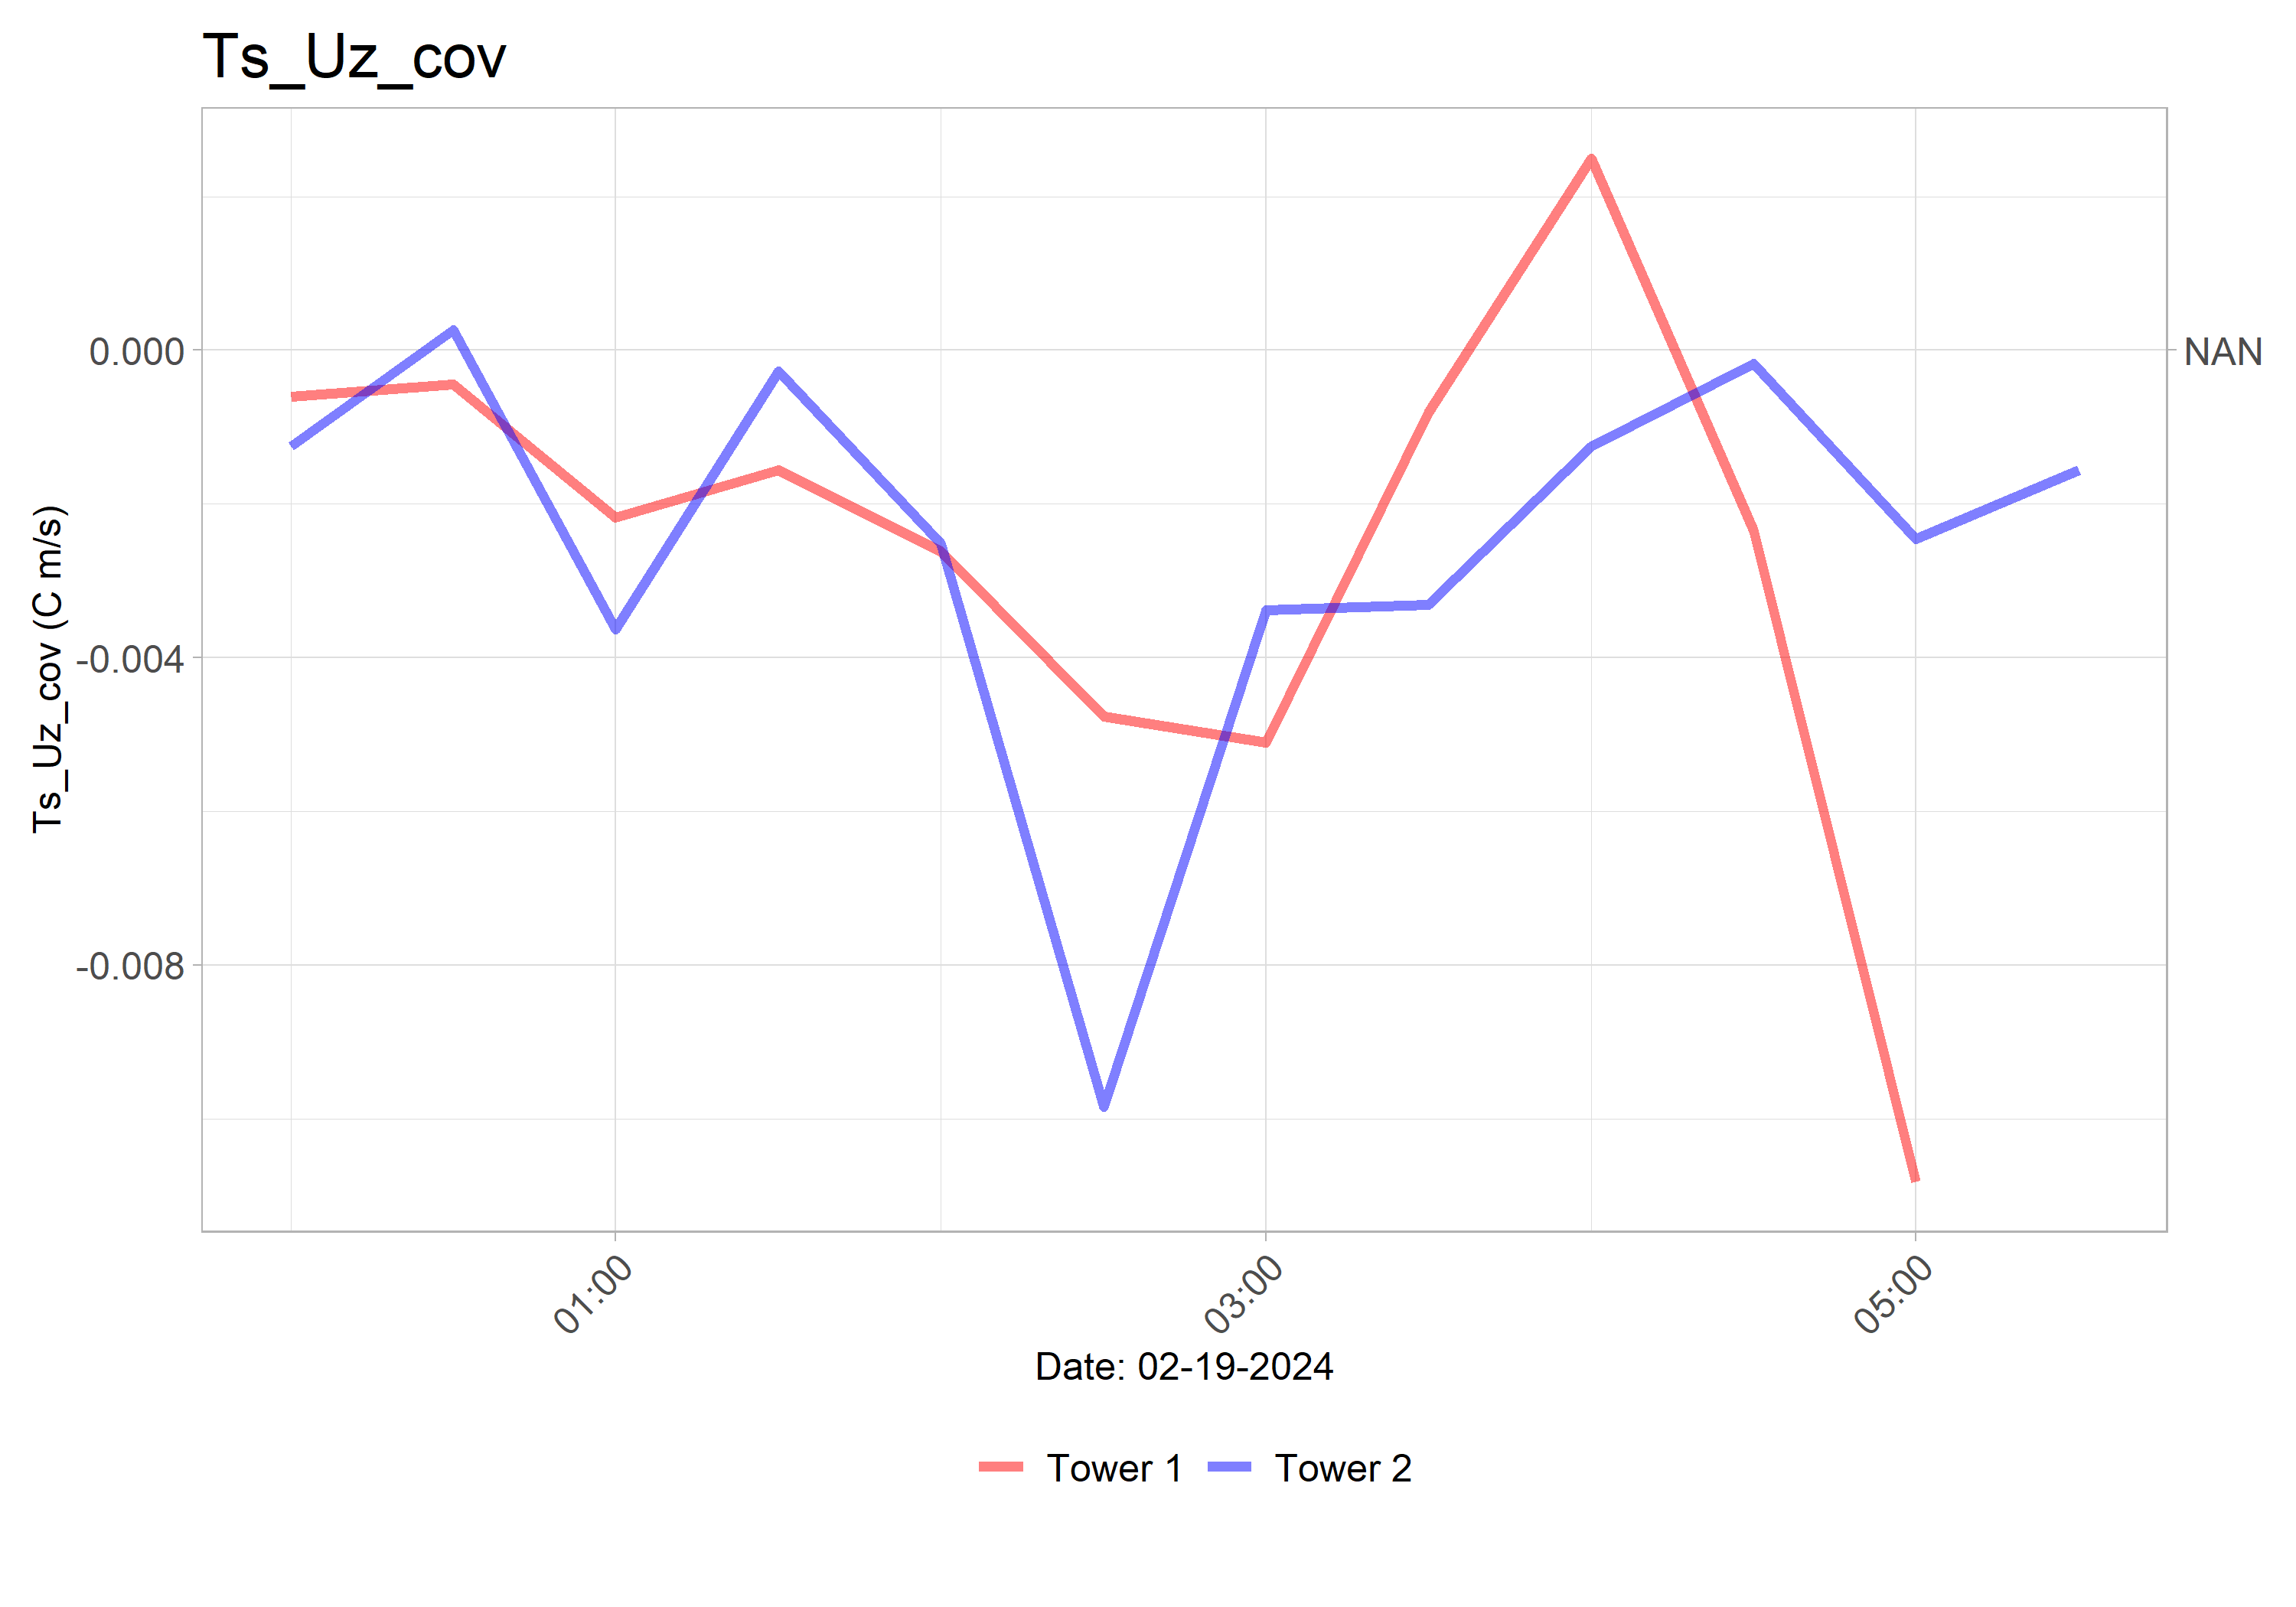 Ts_Uz_cov
Ts_Uz_cov (C m/s)
0.000
-0.004
-0.008
NAN
01:00
03:00
05:00
Date: 02-19-2024
Tower 1
Tower 2